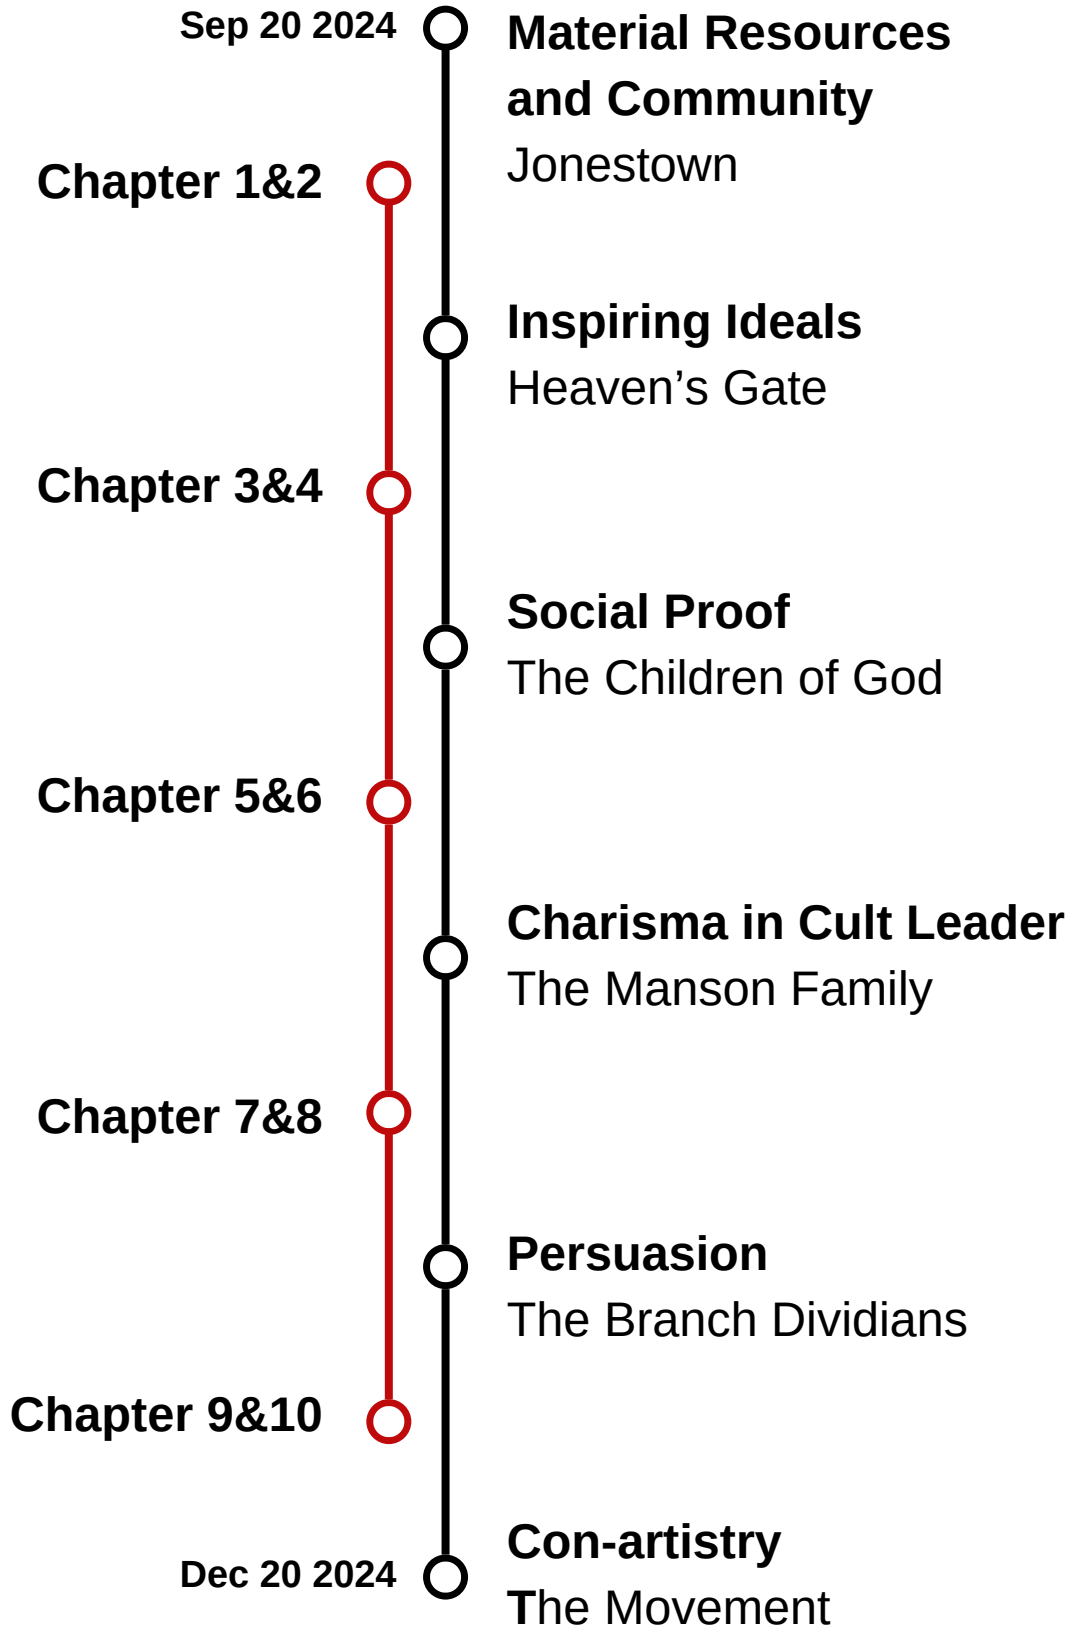 Sep 20 2024
Material Resources
and Community
Jonestown
Chapter 1&2
Inspiring Ideals
Heaven’s Gate
Chapter 3&4
Social Proof
The Children of God
Chapter 5&6
Charisma in Cult Leader
The Manson Family
Chapter 7&8
Persuasion
The Branch Dividians
Chapter 9&10
Con-artistry
The Movement
Dec 20 2024